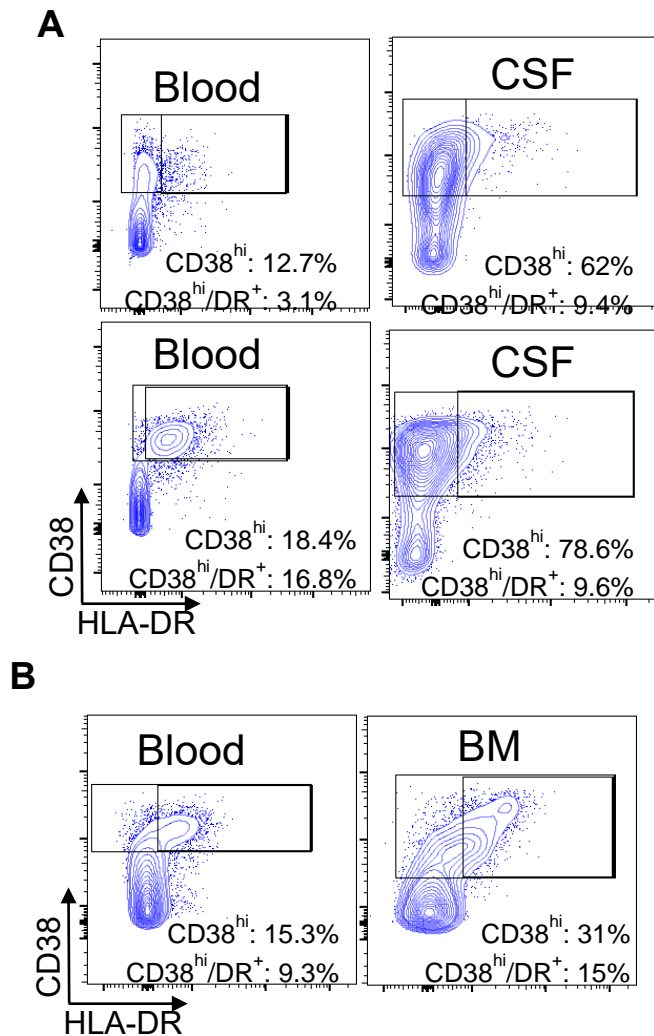 A
Blood
CD38hi: 12.7%
CD38hi/DR+: 3.1%
CSF
CD38hi: 62%
CD38hi/DR+: 9.4%
Blood
CD38hi: 18.4%
CD38hi/DR+: 16.8%
CSF
CD38hi: 78.6%
CD38hi/DR+: 9.6%
CD38
HLA-DR
B
Blood
CD38hi: 15.3%
CD38hi/DR+: 9.3%
BM
CD38hi: 31%
CD38hi/DR+: 15%
CD38
HLA-DR